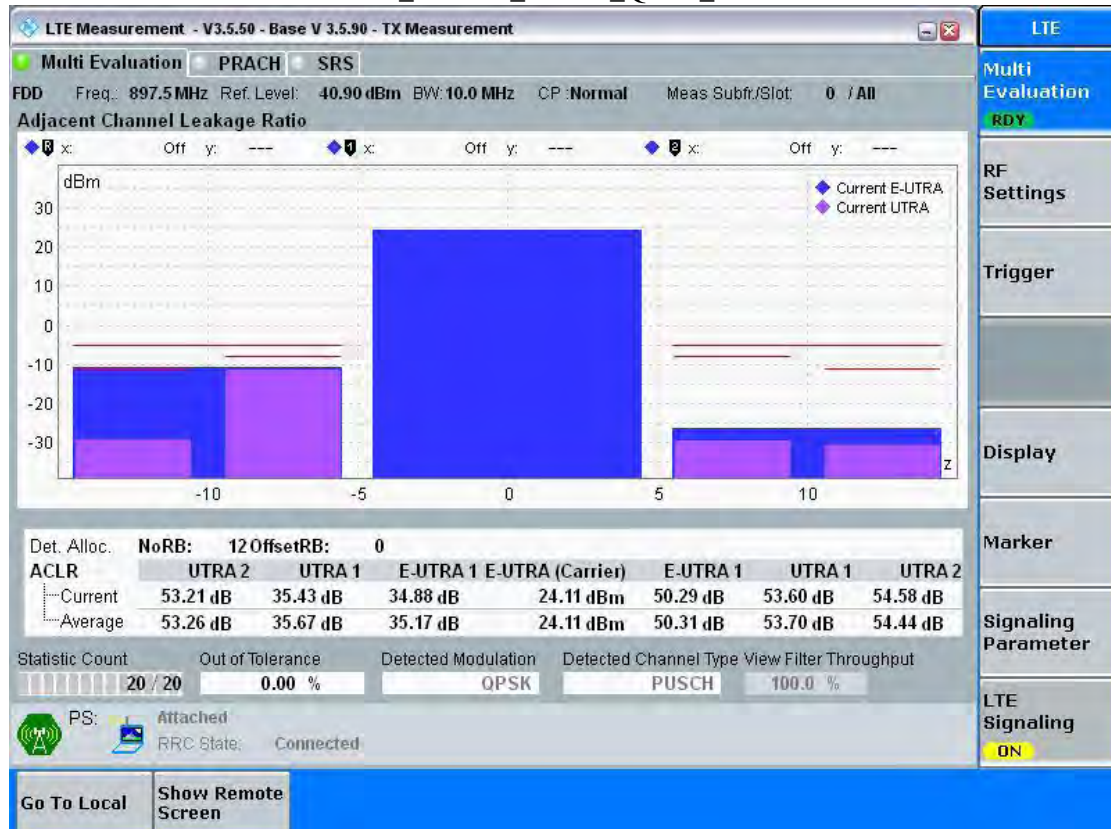 LTE Measurement - V3.5.50 - Base V 3.5.90 - TX Measurement
LTE
Multi Evaluation PRACH SRS
Multi Evaluation
RDY
FDD Freq.: 897.5 MHz Ref. Level: 40.90 dBm BW: 10.0 MHz CP :Normal Meas Subfr./Slot: 0 / All
Adjacent Channel Leakage Ratio
R x: Off y: --- 1 x: Off y: --- 2 x: Off y: ---
dBm
Current E-UTRA
Current UTRA
RF Settings
30
20
10
0
-10
-20
-30
Trigger
Display
z
-10 -5 0 5 10
Det. Alloc. NoRB: 12 OffsetRB: 0
Marker
ACLR UTRA 2 UTRA 1 E-UTRA 1 E-UTRA (Carrier) E-UTRA 1 UTRA 1 UTRA 2
Current 53.21 dB 35.43 dB 34.88 dB 24.11 dBm 50.29 dB 53.60 dB 54.58 dB
Average 53.26 dB 35.67 dB 35.17 dB 24.11 dBm 50.31 dB 53.70 dB 54.44 dB
Signaling Parameter
Statistic Count Out of Tolerance Detected Modulation Detected Channel Type View Filter Throughput
20 / 20 0.00 % QPSK PUSCH 100.0 %
PS: Attached
RRC State: Connected
LTE Signaling
ON
Go To Local
Show Remote Screen